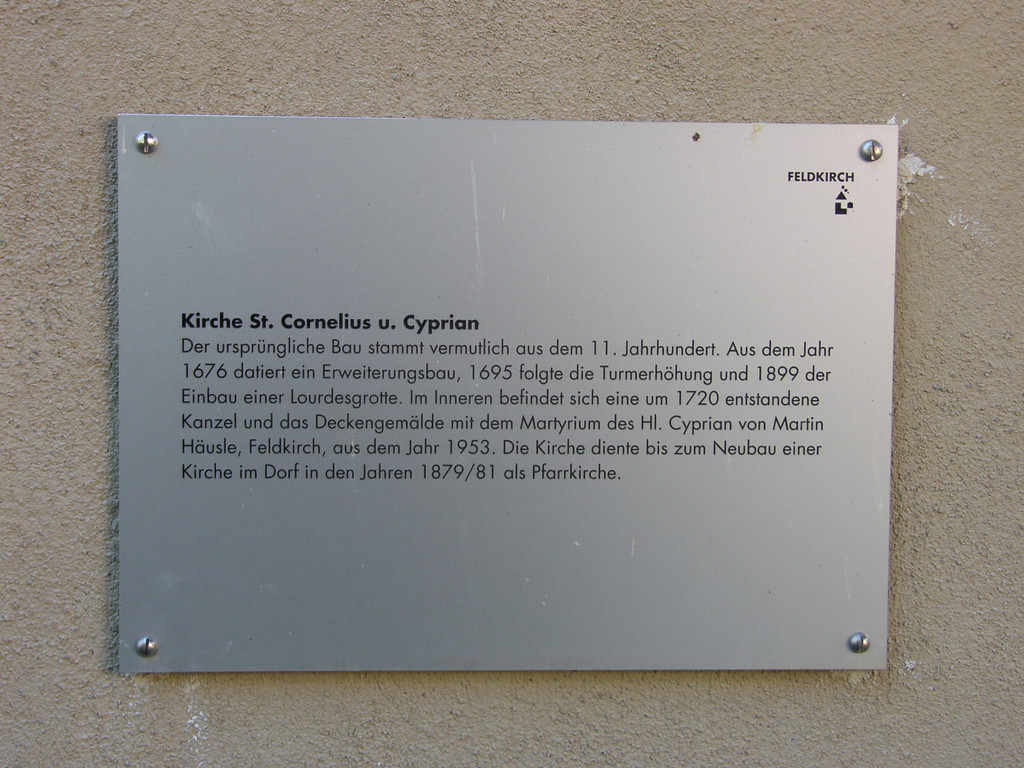 FELDKIRCH
Kirche St. Cornelius u. Cyprian
Der ursprüngliche Bau stammt vermutlich aus dem 11. Jahrhundert. Aus dem Jahr
1676 datiert ein Erweiterungsbau, 1695 folgte die Turmerhöhung und 1899 der
Einbau einer Lourdesgrotte. Im Inneren befindet sich eine um 1720 entstandene
Kanzel und das Deckengemälde mit dem Martyrium des Hl. Cyprian von Martin
Häusle, Feldkirch, aus dem Jahr 1953. Die Kirche diente bis zum Neubau einer
Kirche im Dorf in den Jahren 1879/81 als Pfarrkirche.